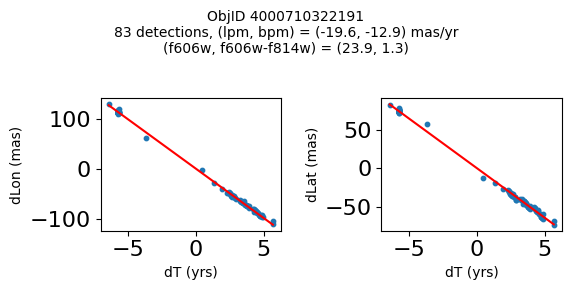 ObjID 4000710322191
83 detections, (lpm, bpm) = (-19.6, -12.9) mas/yr
(f606w, f606w-f814w) = (23.9, 1.3)
dLon (mas)
100
0
−100
−5
0
5
dT (yrs)
dLat (mas)
50
0
−50
−5
0
5
dT (yrs)